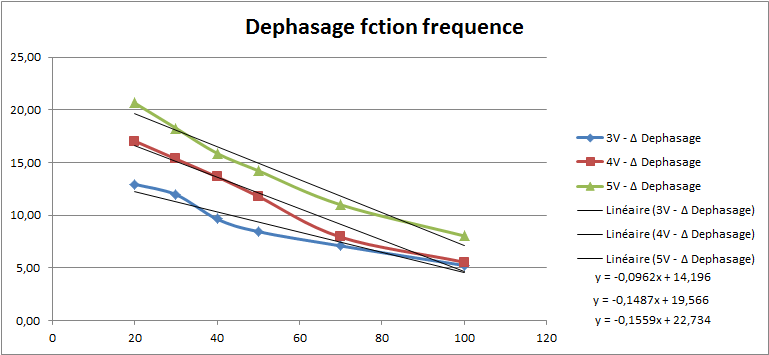 Dephasage fction frequence
25,00
20,00
15,00
10,00
5,00
0,00
0 20 40 60 80 100 120
3V - Δ Dephasage
4V - Δ Dephasage
5V - Δ Dephasage
Linéaire (3V - Δ Dephasage)
Linéaire (4V - Δ Dephasage)
Linéaire (5V - Δ Dephasage)
y = -0,0962x + 14,196
y = -0,1487x + 19,566
y = -0,1559x + 22,734